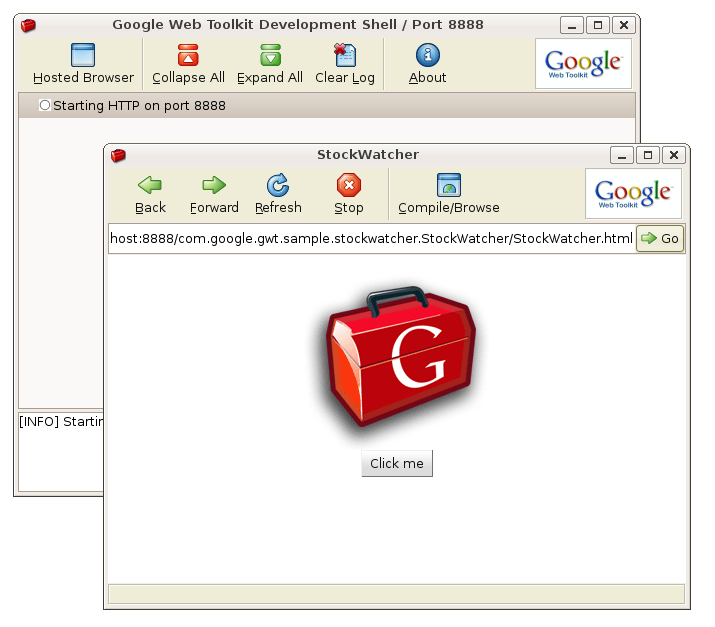 Google Web Toolkit Development Shell / Port 8888
Hosted Browser Collapse All Expand All Clear Log About
Google
Web Toolkit
Starting HTTP on port 8888
StockWatcher
Back Forward Refresh Stop Compile/Browse
Google
Web Toolkit
host:8888/com.google.gwt.sample.stockwatcher.StockWatcher/StockWatcher.html Go
G
Click me
[INFO] Startin